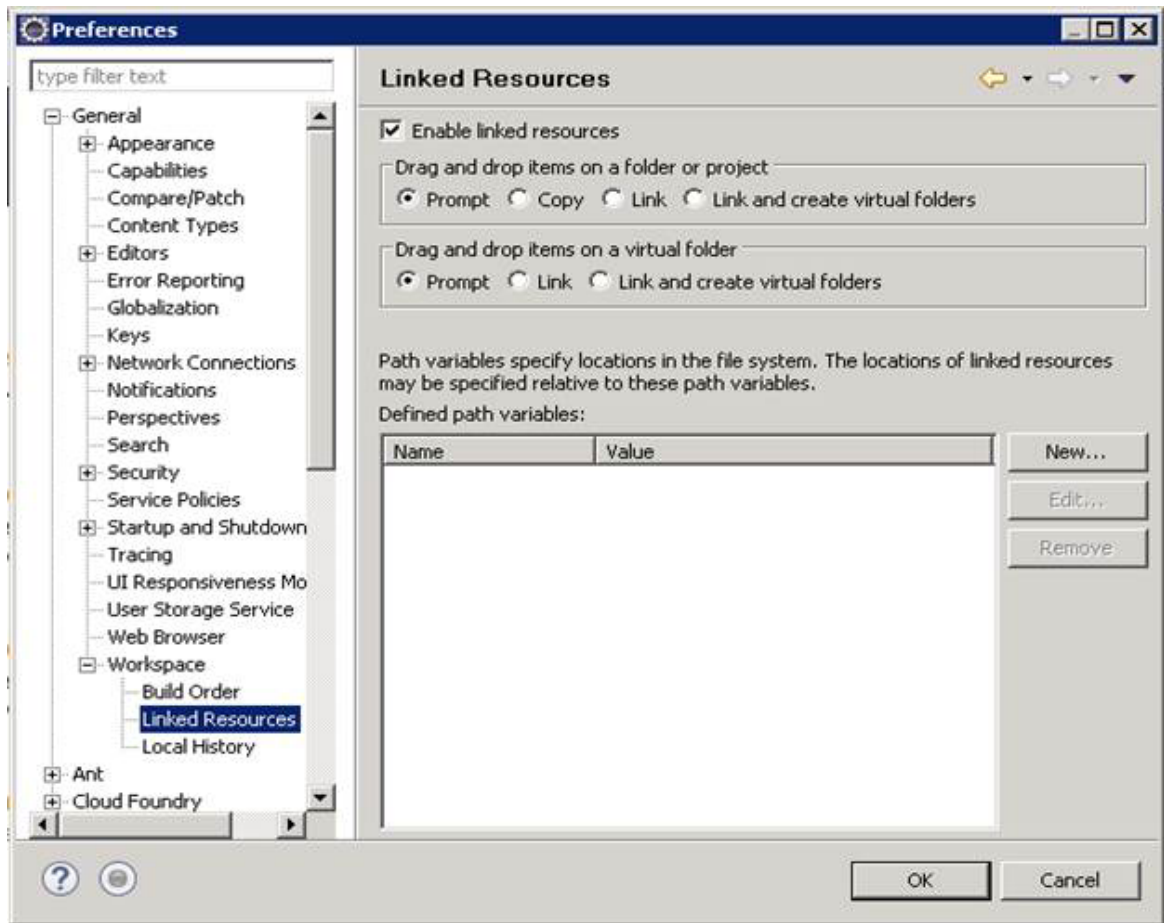 Preferences
type filter text
General
Appearance
Capabilities
Compare/Patch
Content Types
Editors
Error Reporting
Globalization
Keys
Network Connections
Notifications
Perspectives
Search
Security
Service Policies
Startup and Shutdown
Tracing
UI Responsiveness Mo
User Storage Service
Web Browser
Workspace
Build Order
Linked Resources
Local History
Ant
Cloud Foundry
Linked Resources
Enable linked resources
Drag and drop items on a folder or project
Prompt Copy Link Link and create virtual folders
Drag and drop items on a virtual folder
Prompt Link Link and create virtual folders
Path variables specify locations in the file system. The locations of linked resources
may be specified relative to these path variables.
Defined path variables:
Name Value
New...
Edit...
Remove
?
OK Cancel